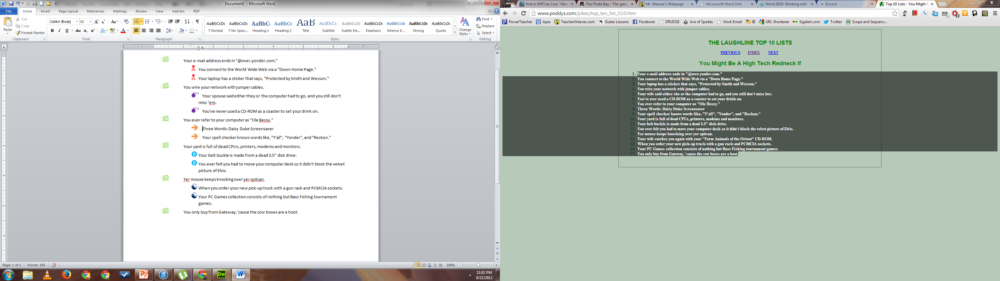 Document1 - Microsoft Word
File Home Insert Page Layout References Mailings Review View Add-Ins PDF
Paste
Cut
Copy
Format Painter
Clipboard
Calibri (Body) 11
Font
Paragraph
AaBbCcDc AaBbCcDc AaBbCc AaBbCc AaB AaBbCc. AaBbCcDc AaBbCcDc AaBbCcDc AaBbCcDc AaBbCcDc
¶ Normal ¶ No Spaci... Heading 1 Heading 2 Title Subtitle Subtle Em... Emphasis Intense E... Strong Quote
Change Styles
Styles
Find
Replace
Select
Editing
Your e-mail address ends in "@over.yonder.com."
You connect to the World Wide Web via a "Down Home Page."
Your laptop has a sticker that says, "Protected by Smith and Wesson."
You wire your network with jumper cables.
Your spouse said either they or the computer had to go, and you still don't
miss ‘em.
You've never used a CD-ROM as a coaster to set your drink on.
You ever refer to your computer as "Ole Bessy."
Three Words: Daisy Duke Screensaver
Your spell checker knows words like, "Y'all", "Yonder", and "Reckon."
Your yard is full of dead CPUs, printers, modems and monitors.
8 Your belt buckle is made from a dead 3.5" disk drive.
8 You ever felt you had to move your computer desk so it didn't block the velvet
picture of Elvis.
Yer mouse keeps knocking over yer spitcan.
When you order your new pick-up truck with a gun rack and PCMCIA sockets.
Your PC Games collection consists of nothing but Bass Fishing tournament
games.
You only buy from Gateway, 'cause the cow boxes are a hoot.
Page: 1 of 1 Words: 193
100%
11:02 PM
9/22/2013
Watch RiffTrax Live: "Man The Pirate Bay - The galax Mr. Weaver's Webpage - T Micorosoft Word Unit Word 2010: Working with Encore Top 10 Lists - You Might B
www.poddys.com/jokes/top_ten_list_010.htm
PowerTeacher Apex TeacherWeaver.com Guitar Lessons Facebook DRUDGE Ace of Spades Work Email IB URL Shortener Sigalert.com Twitter Scope and Sequenc...
THE LAUGHLINE TOP 10 LISTS
PREVIOUS INDEX NEXT
You Might Be A High Tech Redneck If
1. Your e-mail address ends in "@over.yonder.com."
2. You connect to the World Wide Web via a "Down Home Page."
3. Your laptop has a sticker that says, "Protected by Smith and Wesson."
4. You wire your network with jumper cables.
5. Your wife said either she or the computer had to go, and you still don't miss her.
6. You've ever used a CD-ROM as a coaster to set your drink on.
7. You ever refer to your computer as "Ole Bessy."
8. Three Words: Daisy Duke Screensaver
9. Your spell checker knows words like, "Y'all", "Yonder", and "Reckon."
10. Your yard is full of dead CPUs, printers, modems and monitors.
11. Your belt buckle is made from a dead 3.5" disk drive.
12. You ever felt you had to move your computer desk so it didn't block the velvet picture of Elvis.
13. Yer mouse keeps knocking over yer spitcan.
14. Your wife catches you again with your "Farm Animals of the Orient" CD-ROM.
15. When you order your new pick-up truck with a gun rack and PCMCIA sockets.
16. Your PC Games collection consists of nothing but Bass Fishing tournament games.
17. You only buy from Gateway, 'cause the cow boxes are a hoot.